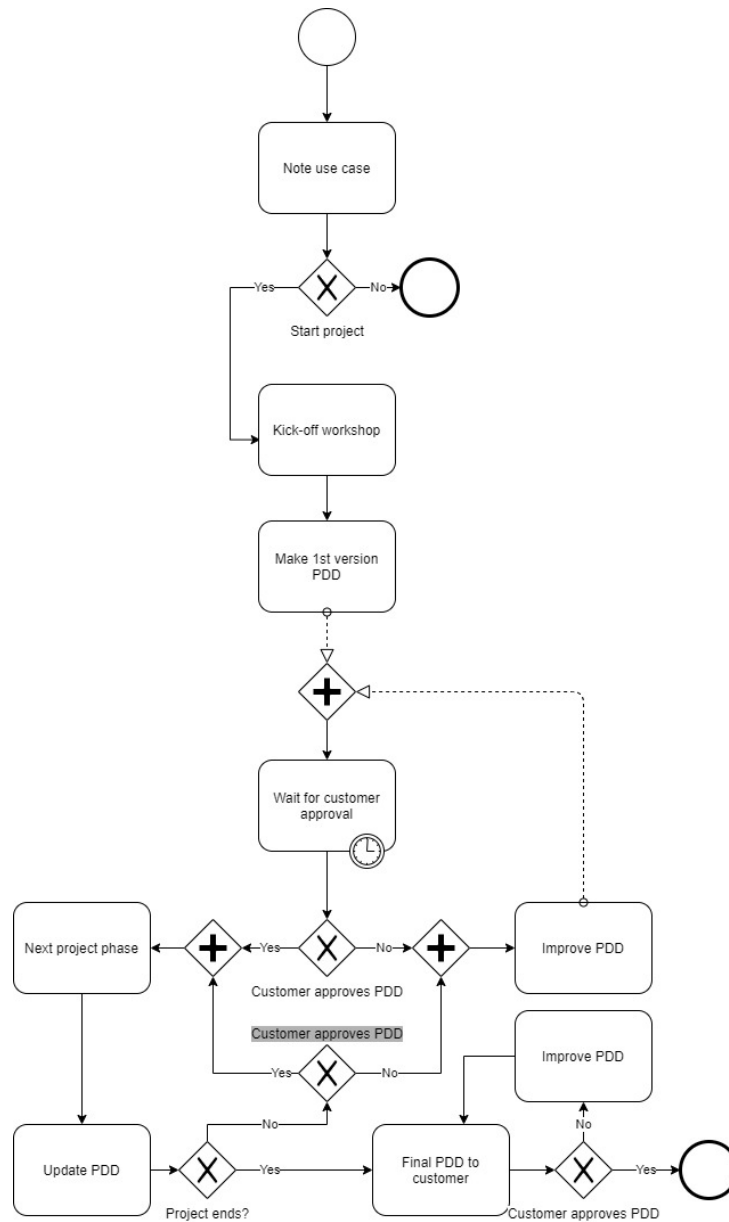 Note use case
Yes
No
Start project
Kick-off workshop
Make 1st version
PDD
Wait for customer
approval
Next project phase
Yes
No
Improve PDD
Customer approves PDD
Customer approves PDD
Yes
No
Improve PDD
No
No
Update PDD
Yes
Final PDD to
customer
Yes
Project ends?
Customer approves PDD